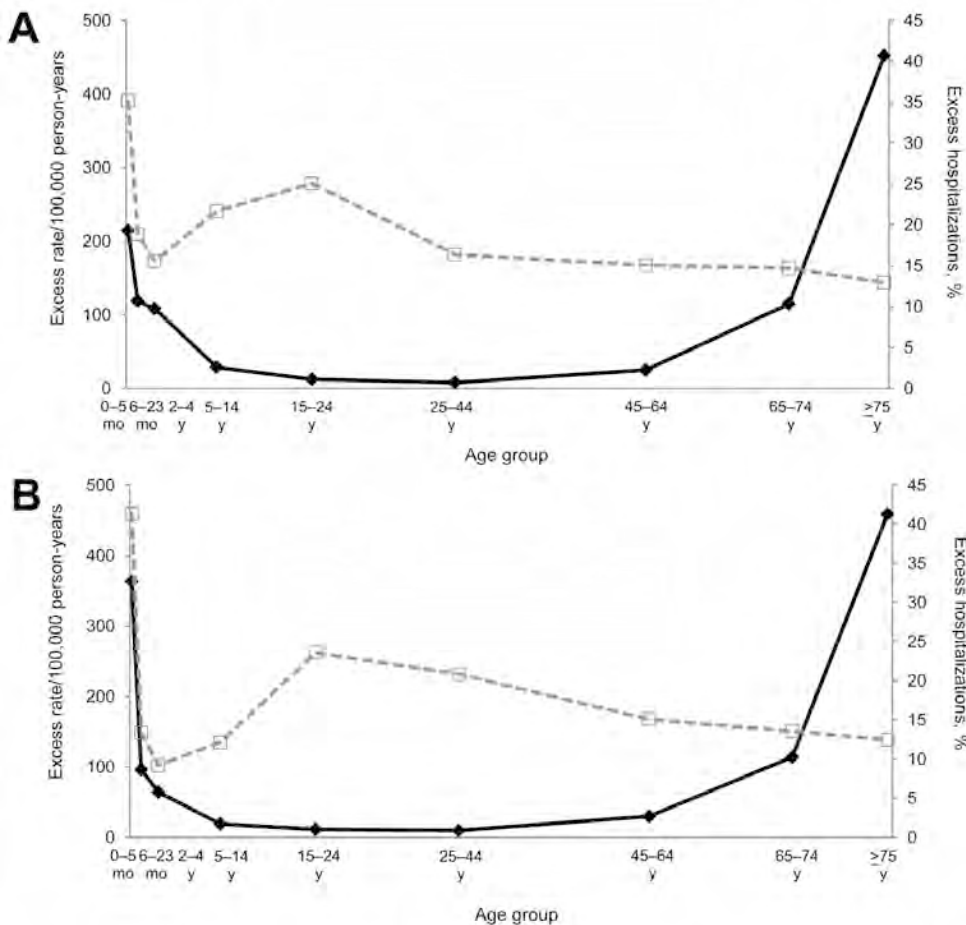 A
Excess rate/100,000 person-years
500
400
300
200
100
0
45
40
35
30
25
20
15
10
5
0
Excess hospitalizations, %
0–5 6–23 2–4 5–14 15–24 25–44 45–64 65–74 ≥75
mo mo y y y y y y y
Age group
B
Excess rate/100,000 person-years
500
400
300
200
100
0
45
40
35
30
25
20
15
10
5
0
Excess hospitalizations, %
0–5 6–23 2–4 5–14 15–24 25–44 45–64 65–74 ≥75
mo mo y y y y y y y
Age group